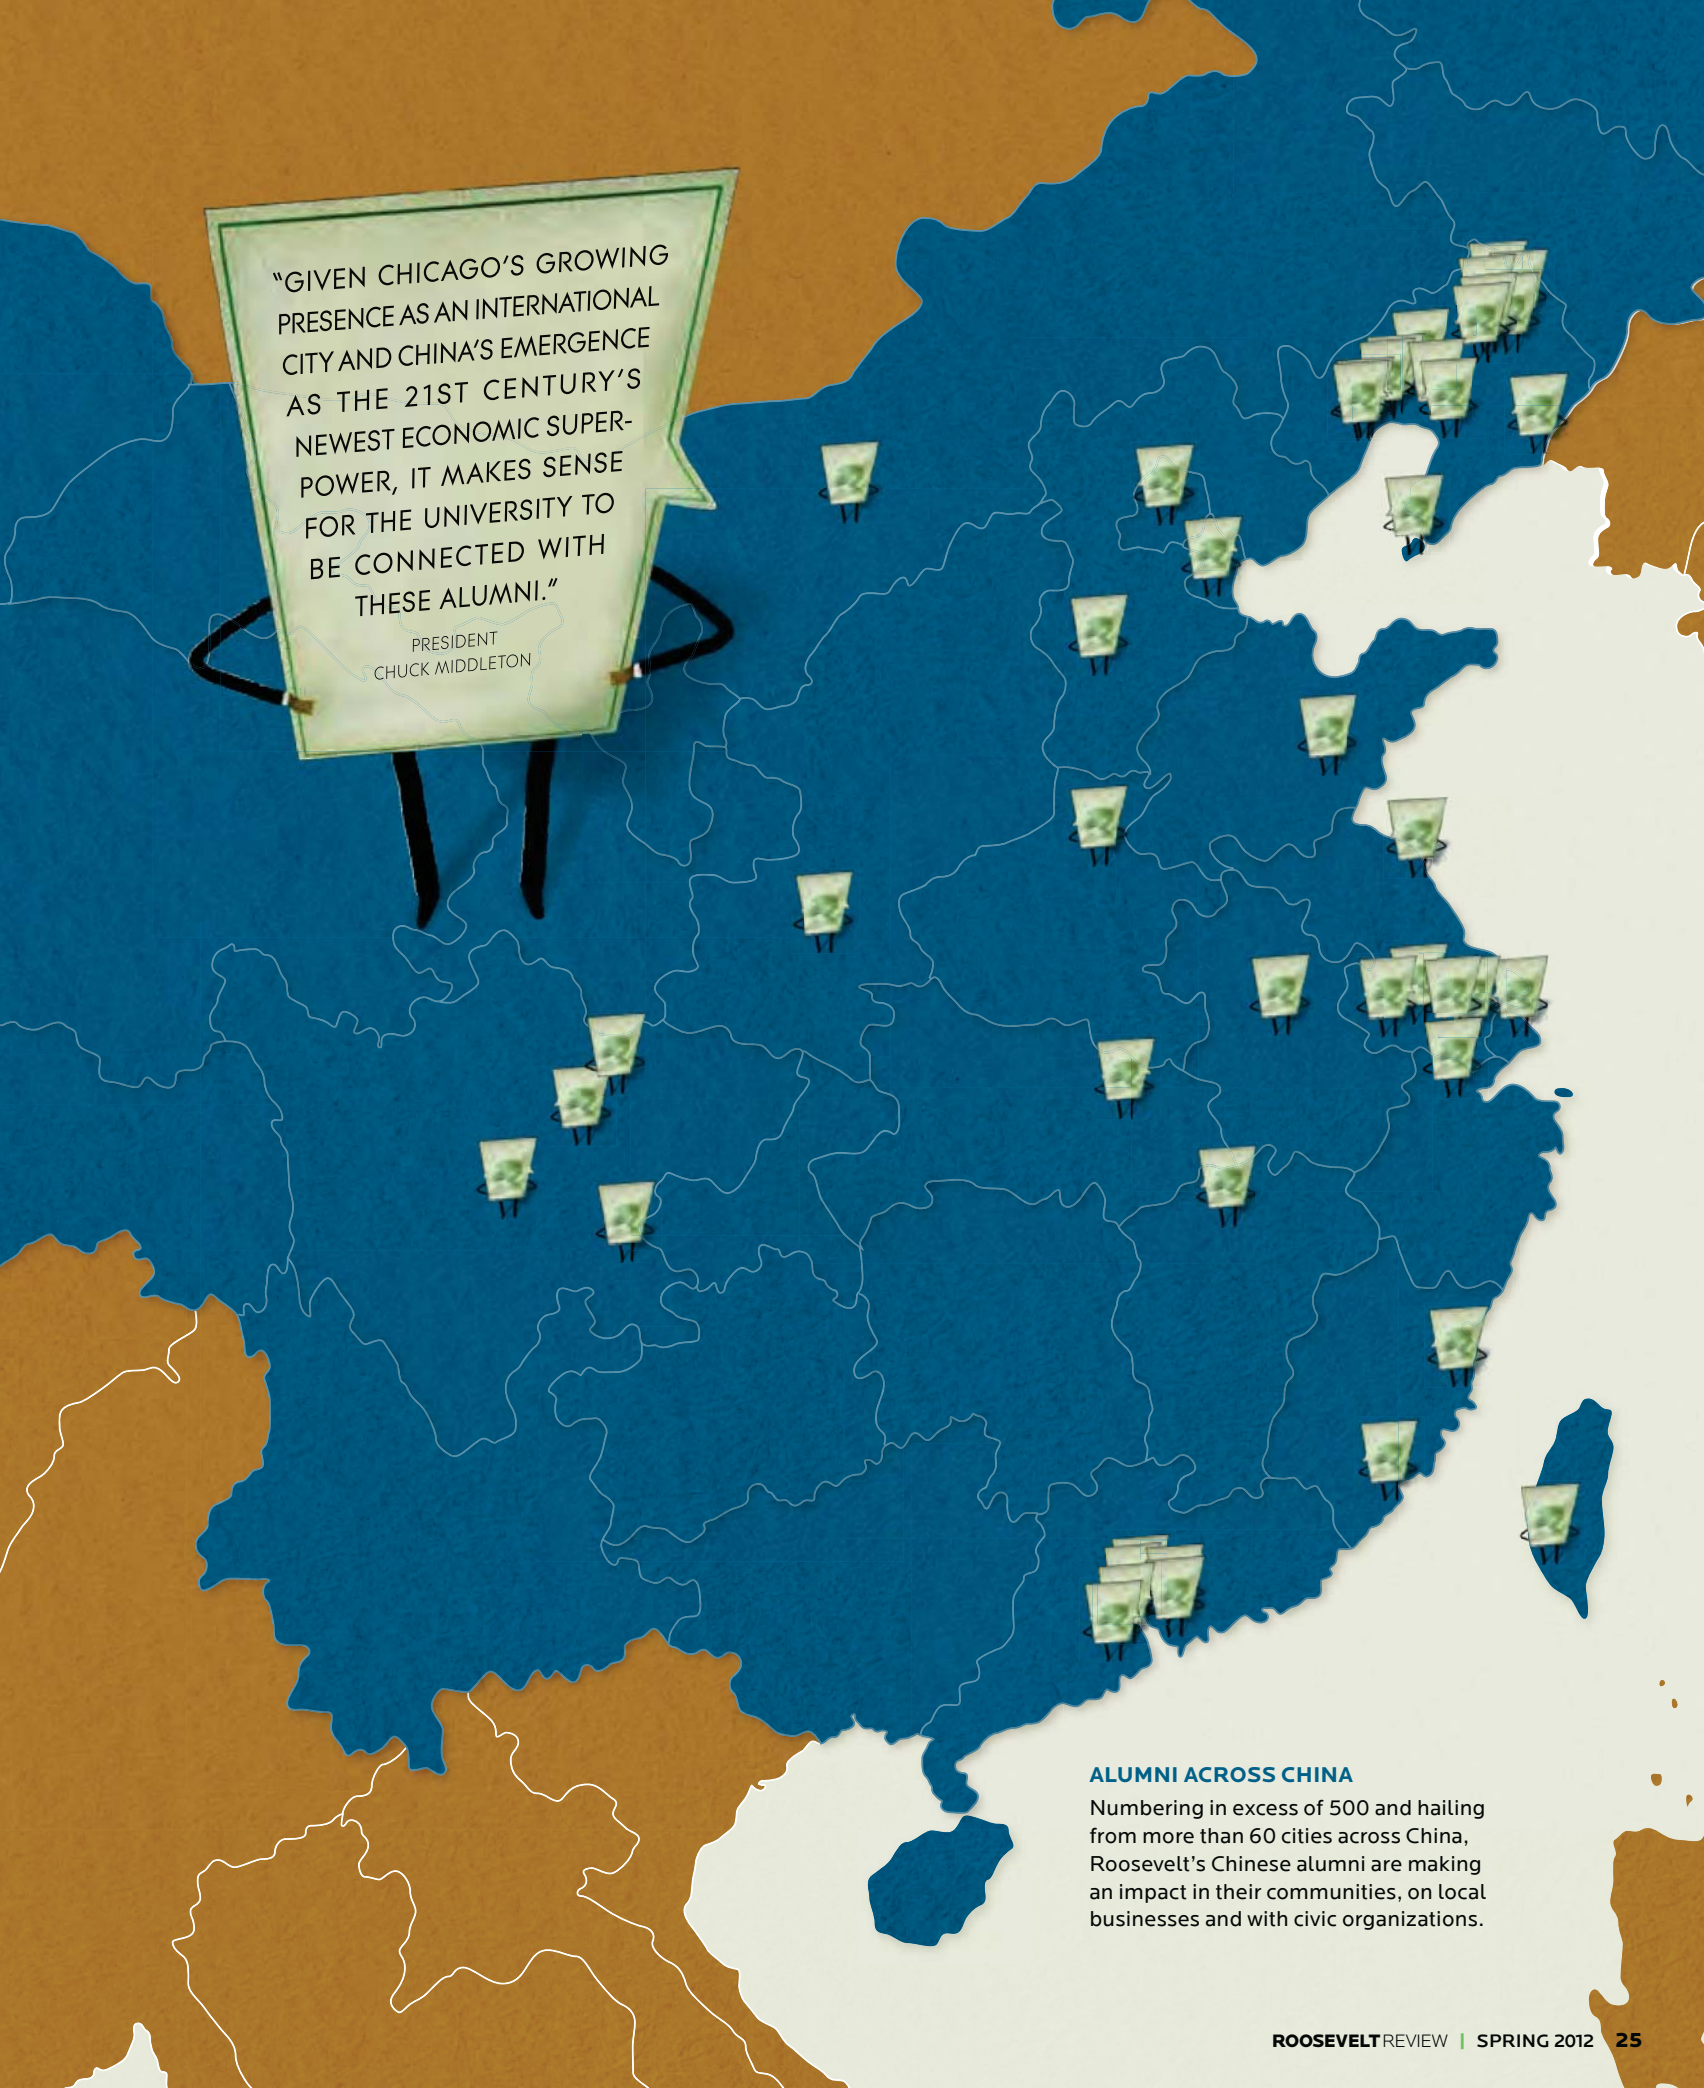 “GIVEN CHICAGO’S GROWING
PRESENCE AS AN INTERNATIONAL
CITY AND CHINA’S EMERGENCE
AS THE 21ST CENTURY’S
NEWEST ECONOMIC SUPER-
POWER, IT MAKES SENSE
FOR THE UNIVERSITY TO
BE CONNECTED WITH
THESE ALUMNI.”
PRESIDENT
CHUCK MIDDLETON
ALUMNI ACROSS CHINA
Numbering in excess of 500 and hailing
from more than 60 cities across China,
Roosevelt’s Chinese alumni are making
an impact in their communities, on local
businesses and with civic organizations.
ROOSEVELT REVIEW | SPRING 2012 25